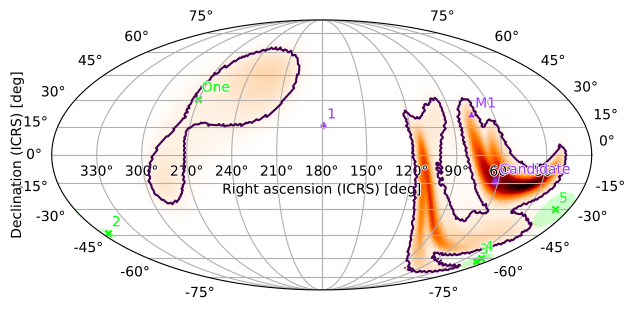 75° 75°
60° 60°
45° 45°
30° 30°
15° 15°
0° 0°
-15° -15°
-30° -30°
-45° -45°
-60° -60°
-75° -75°
330° 300° 270° 240° 210° 180° 150° 120° 90° 60°
Right ascension (ICRS) [deg]
Declination (ICRS) [deg]
One
1
M1
Candidate
2
5
3
4